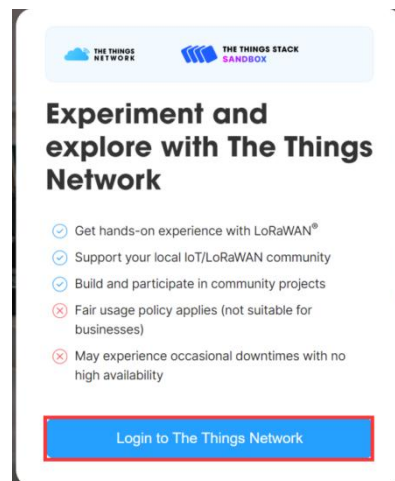 THE THINGS
NETWORK
THE THINGS STACK
SANDBOX
Experiment and
explore with The Things
Network
Get hands-on experience with LoRaWAN®
Support your local IoT/LoRaWAN community
Build and participate in community projects
Fair usage policy applies (not suitable for
businesses)
May experience occasional downtimes with no
high availability
Login to The Things Network